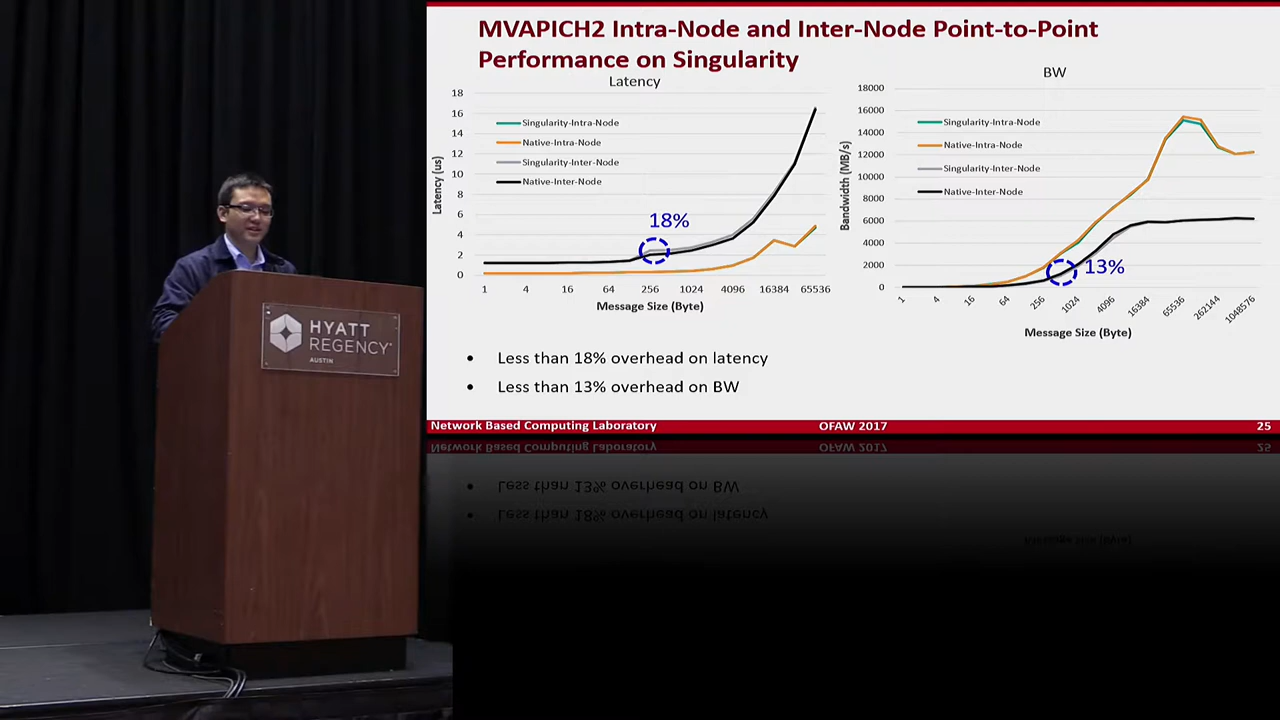 MVAPICH2 Intra-Node and Inter-Node Point-to-Point
Performance on Singularity
Latency
18
16
14
12
10
8
6
4
2
0
Latency (us)
Singularity-Intra-Node
Native-Intra-Node
Singularity-Inter-Node
Native-Inter-Node
18%
1 4 16 64 256 1024 4096 16384 65536
Message Size (Byte)
BW
18000
16000
14000
12000
10000
8000
6000
4000
2000
0
Bandwidth (MB/s)
Singularity-Intra-Node
Native-Intra-Node
Singularity-Inter-Node
Native-Inter-Node
13%
1 4 16 64 256 1024 4096 16384 65536 262144 1048576
Message Size (Byte)
• Less than 18% overhead on latency
• Less than 13% overhead on BW
Network Based Computing Laboratory OFAW 2017 25
HYATT
REGENCY
AUSTIN